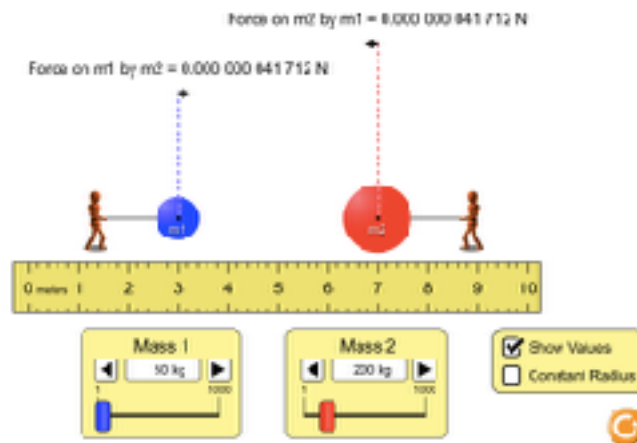 Force on m2 by m1 = 0.000 000 041 712 N
Force on m1 by m2 = 0.000 000 041 712 N
m1 m2
0 meters 1 2 3 4 5 6 7 8 9 10
Mass 1 Mass 2
50 kg 200 kg
1 1000 1 1000
Show Values
Constant Radius